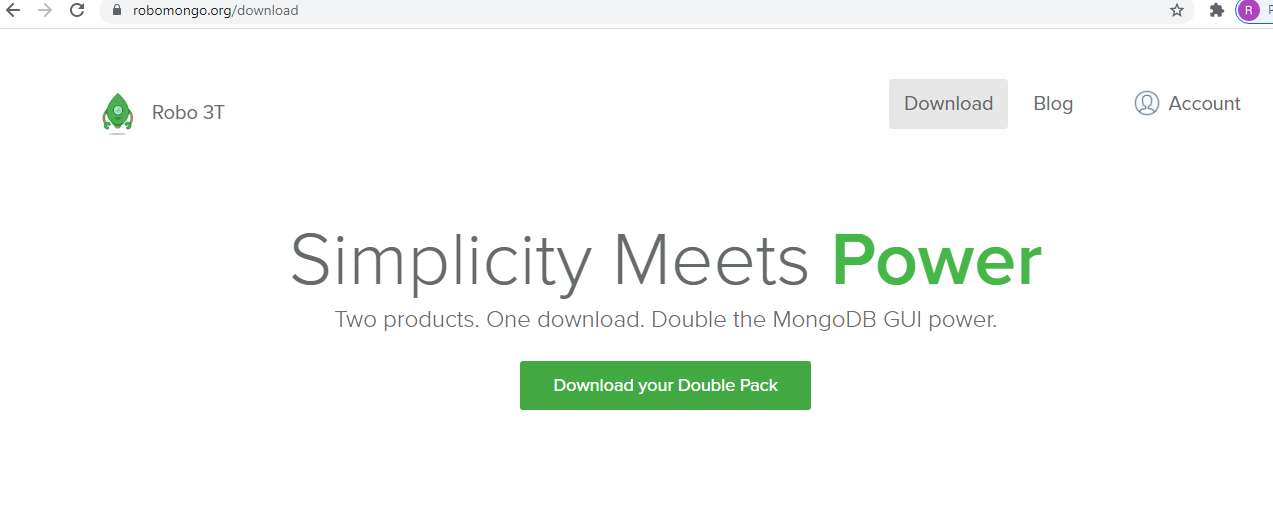 robomongo.org/download
R
Robo 3T
Download
Blog
Account
Simplicity Meets Power
Two products. One download. Double the MongoDB GUI power.
Download your Double Pack